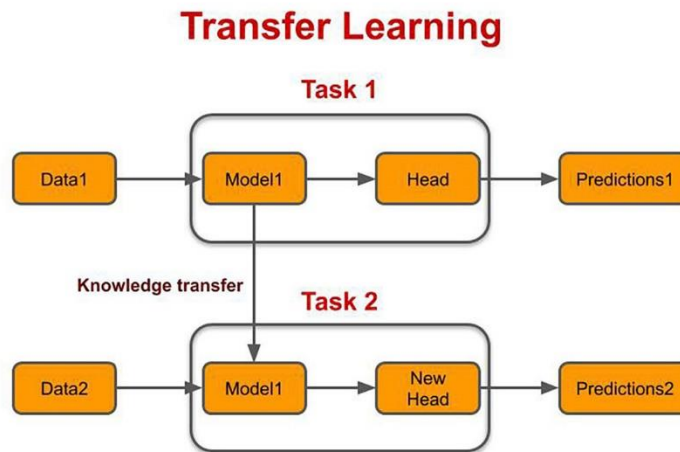 Transfer Learning
Task 1
Data1
Model1
Head
Predictions1
Knowledge transfer
Task 2
Data2
Model1
New
Head
Predictions2